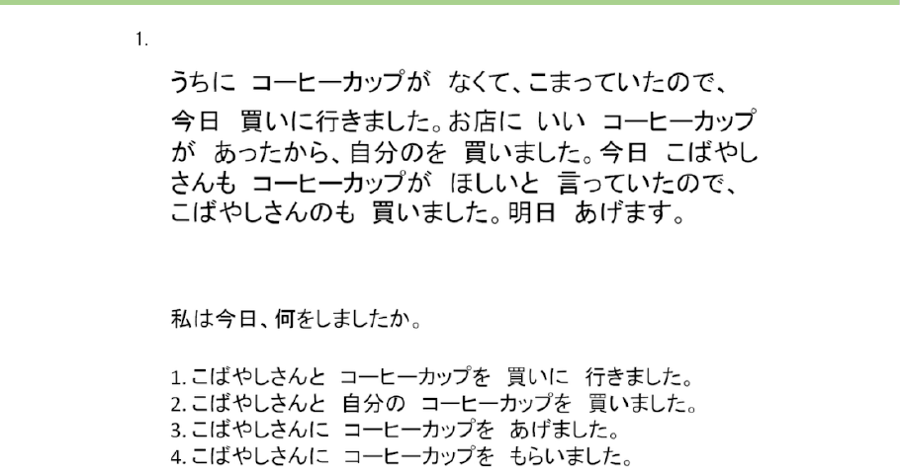 1.
うちに　コーヒーカップが　なくて、こまっていたので、
今日　買いに行きました。お店に　いい　コーヒーカップ
が　あったから、自分のを　買いました。今日　こばやし
さんも　コーヒーカップが　ほしいと　言っていたので、
こばやしさんのも　買いました。明日　あげます。
私は今日、何をしましたか。
1. こばやしさんと　コーヒーカップを　買いに　行きました。
2. こばやしさんと　自分の　コーヒーカップを　買いました。
3. こばやしさんに　コーヒーカップを　あげました。
4. こばやしさんに　コーヒーカップを　もらいました。